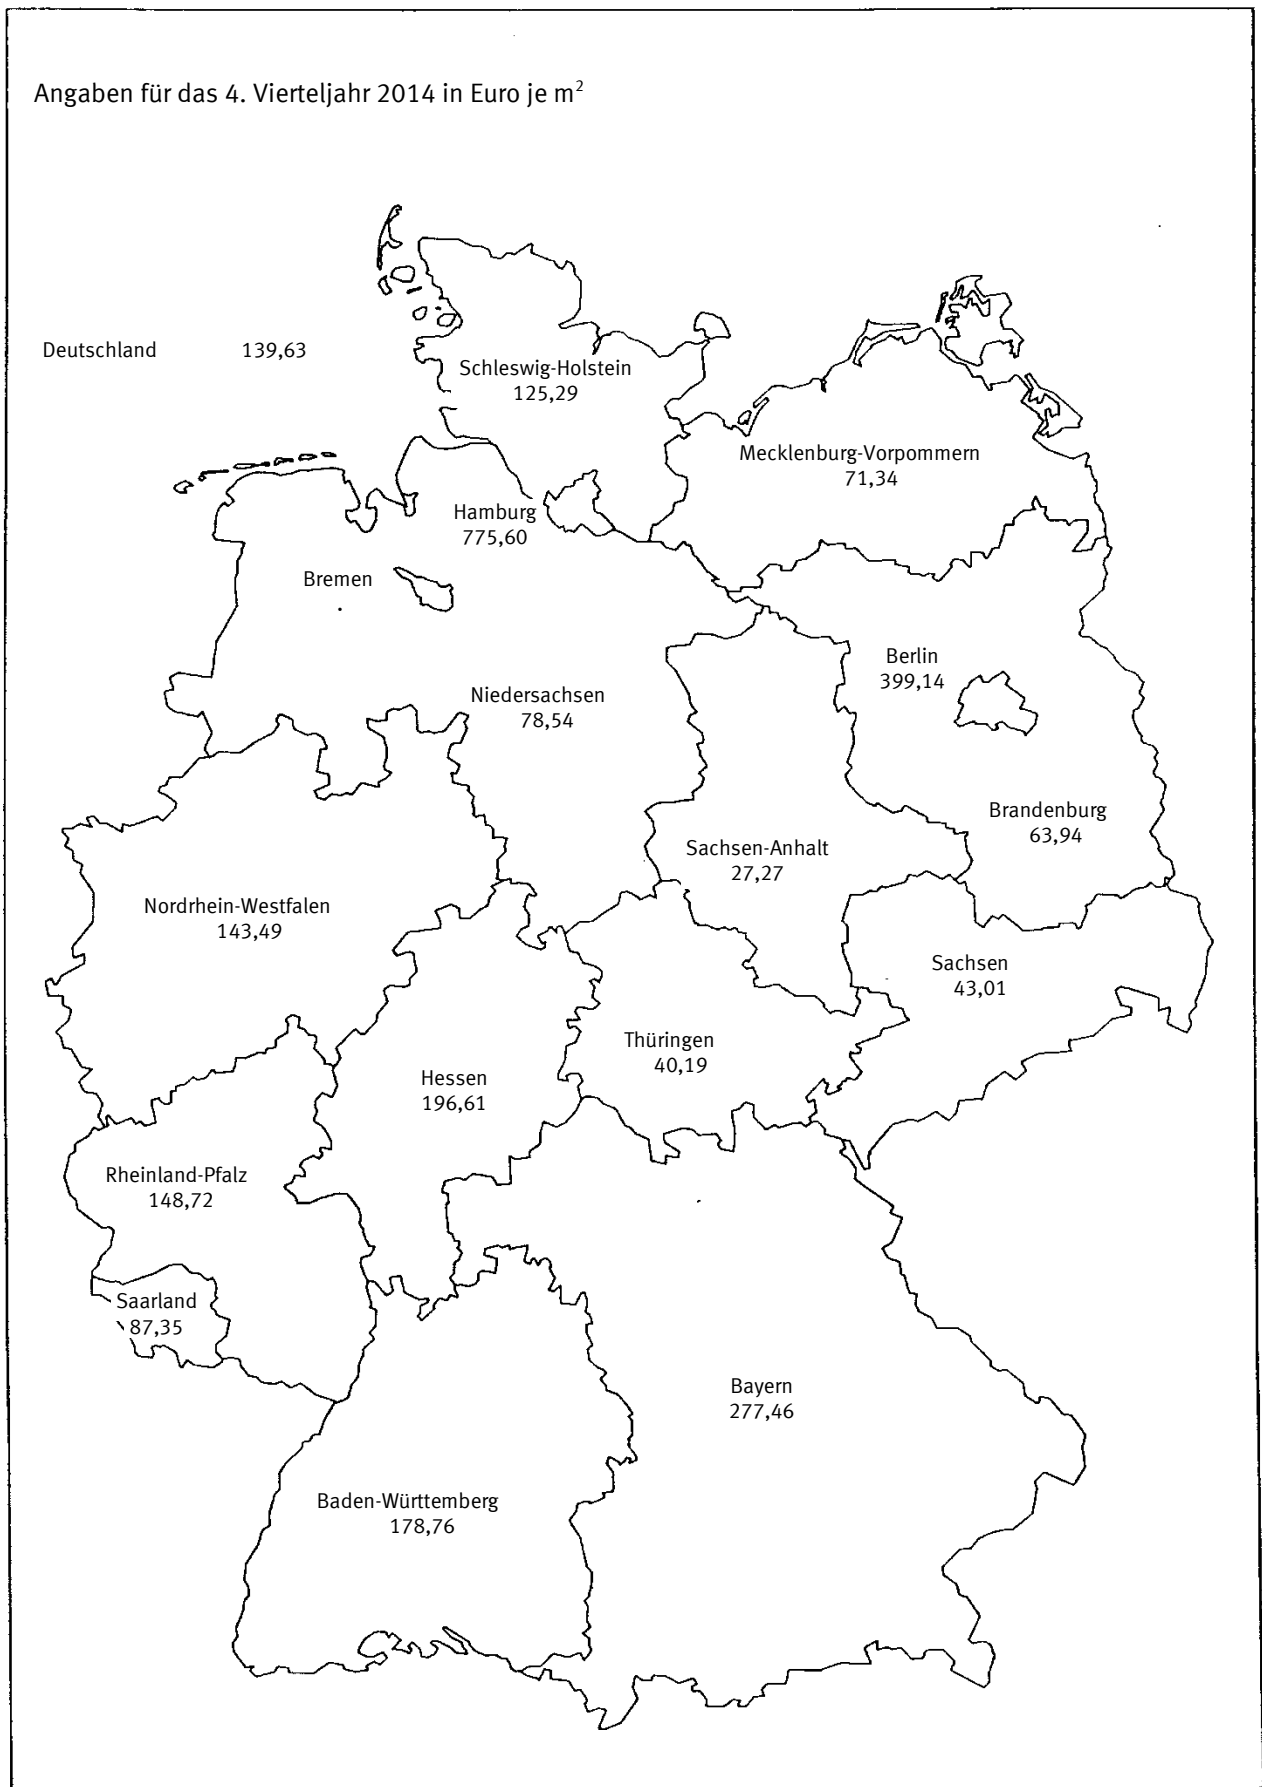 Angaben für das 4. Vierteljahr 2014 in Euro je m²
Deutschland 139,63
Schleswig-Holstein
125,29
Mecklenburg-Vorpommern
71,34
Hamburg
775,60
Bremen
.
Berlin
399,14
Niedersachsen
78,54
Brandenburg
63,94
Sachsen-Anhalt
27,27
Nordrhein-Westfalen
143,49
Sachsen
43,01
Thüringen
40,19
Hessen
196,61
Rheinland-Pfalz
148,72
Saarland
87,35
Bayern
277,46
Baden-Württemberg
178,76